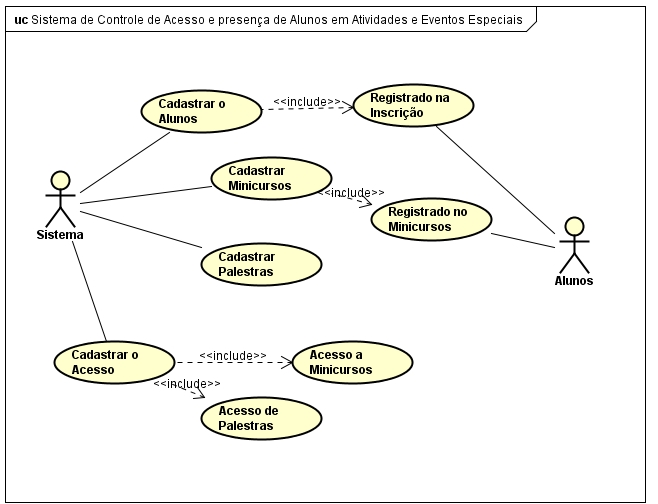 uc Sistema de Controle de Acesso e presença de Alunos em Atividades e Eventos Especiais
Cadastrar o
Alunos
<<include>>
Registrado na
Inscrição
Cadastrar
Minicursos
<<include>>
Registrado no
Minicursos
Sistema
Cadastrar
Palestras
Alunos
Cadastrar o
Acesso
<<include>>
Acesso a
Minicursos
<<include>>
Acesso de
Palestras